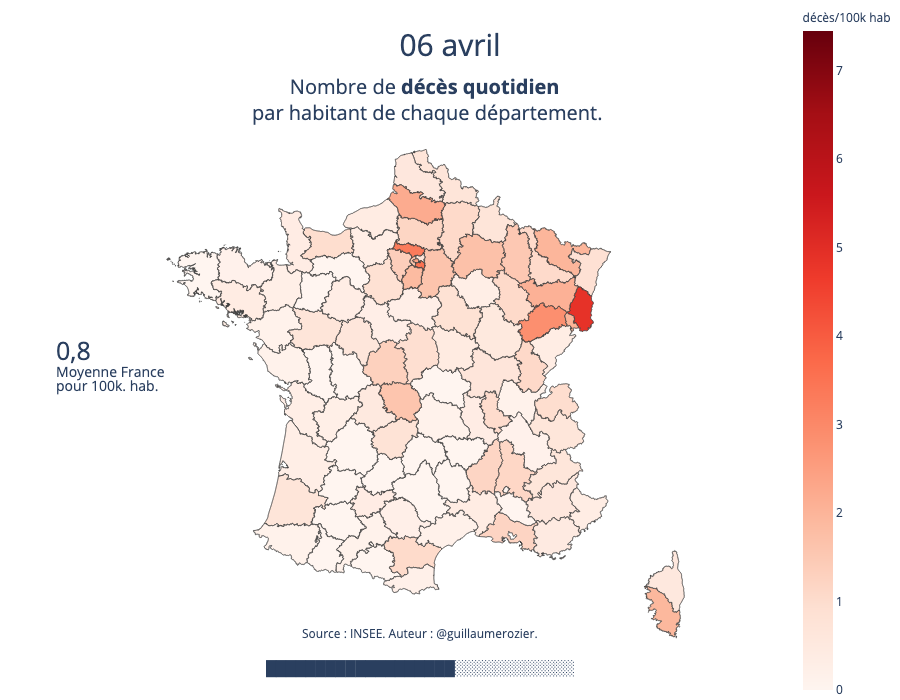 décès/100k hab
06 avril
Nombre de décès quotidien
par habitant de chaque département.
7
6
5
4
3
2
1
0
0,8
Moyenne France
pour 100k. hab.
Source : INSEE. Auteur : @guillaumerozier.